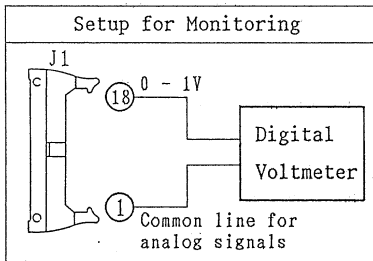 Setup for Monitoring
J1
18
0 - 1V
Digital
Voltmeter
1
Common line for
analog signals